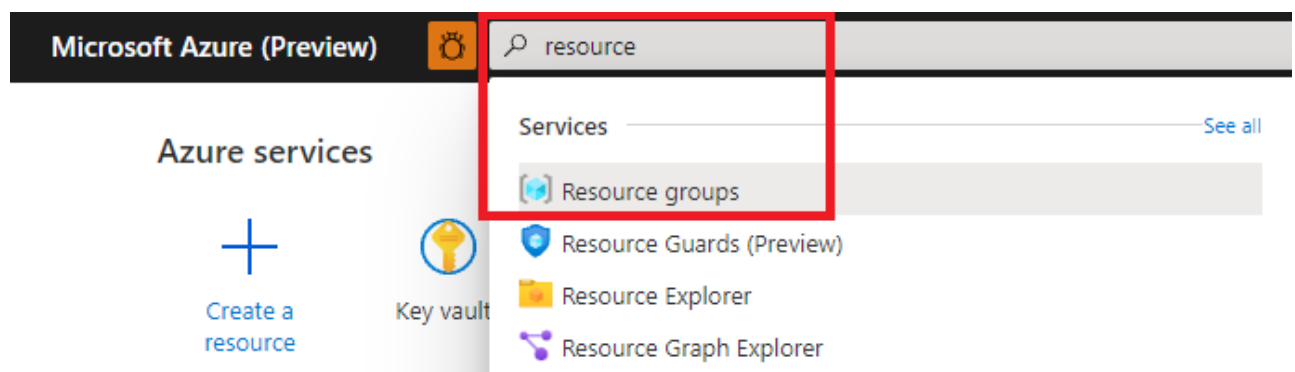 Microsoft Azure (Preview)
resource
Services
See all
Resource groups
Resource Guards (Preview)
Resource Explorer
Resource Graph Explorer
Azure services
Create a
resource
Key vault